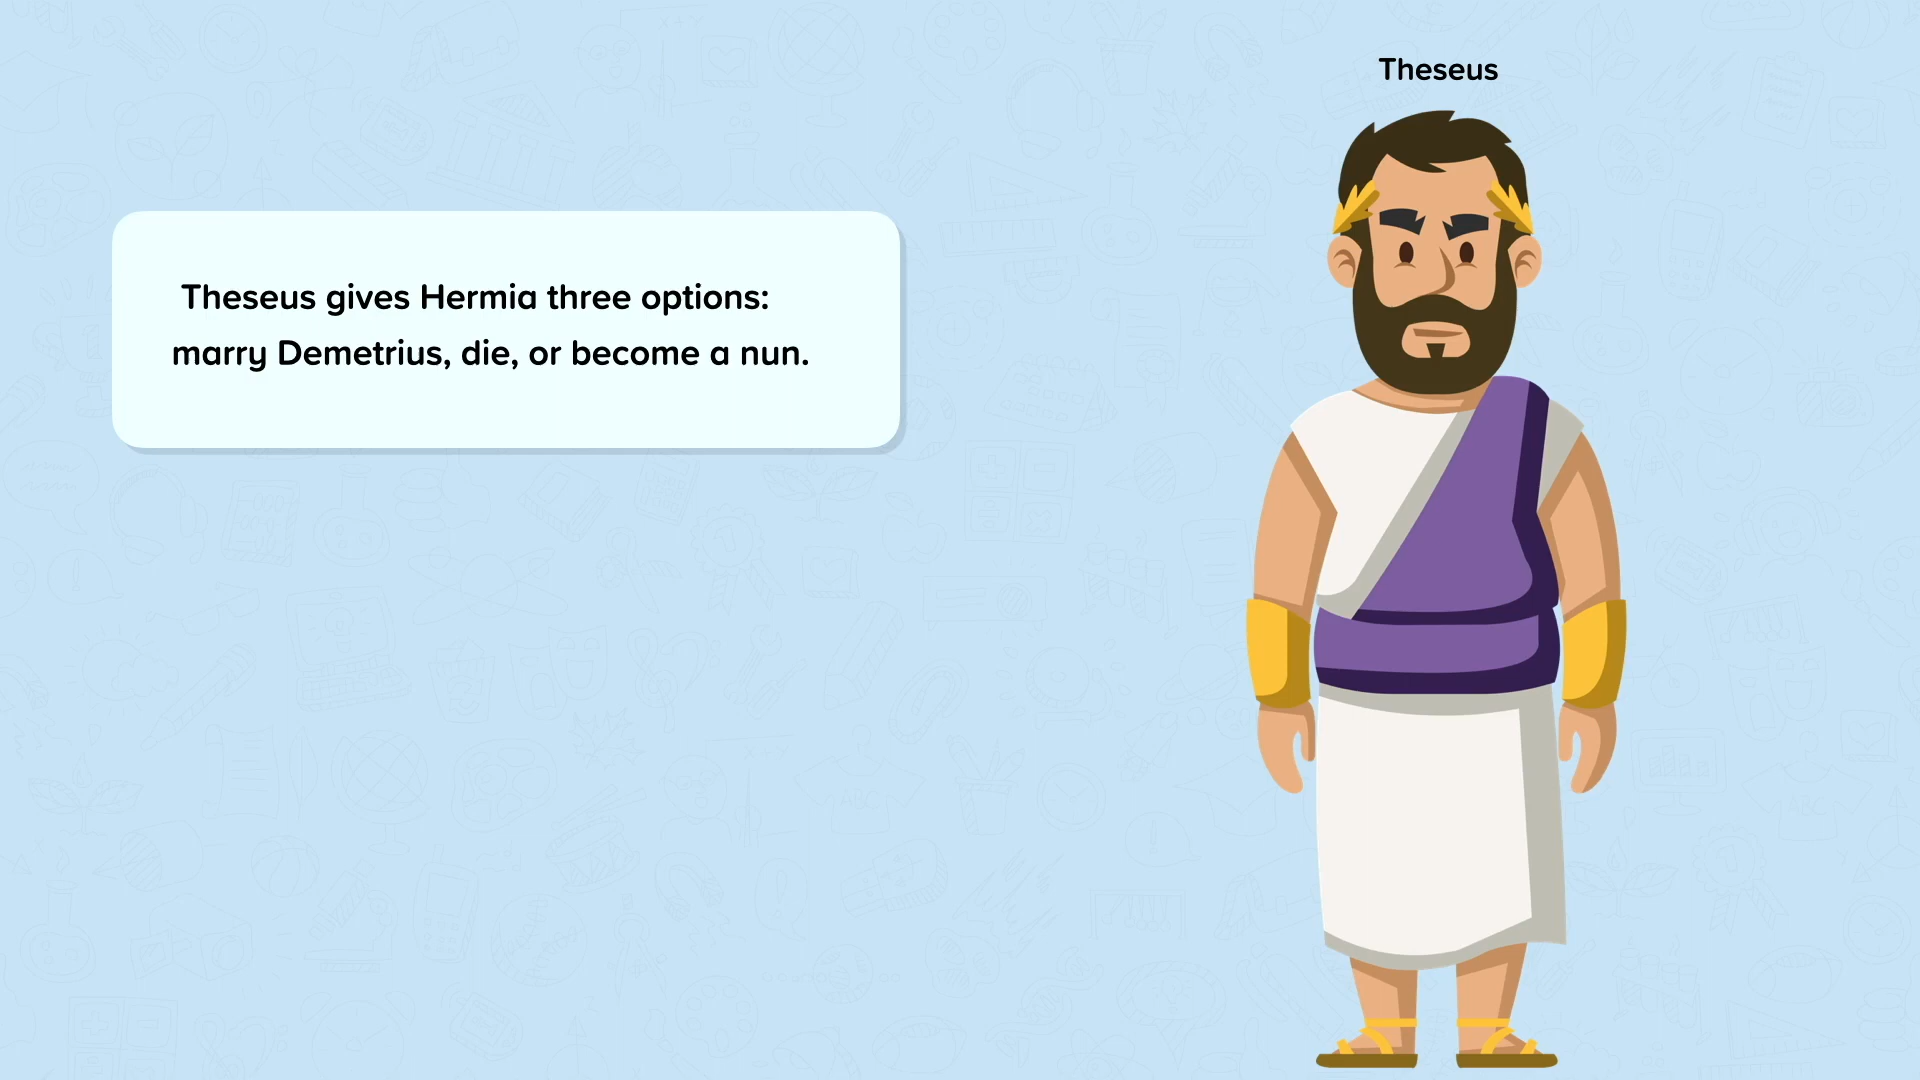 Theseus
Theseus gives Hermia three options:
marry Demetrius, die, or become a nun.